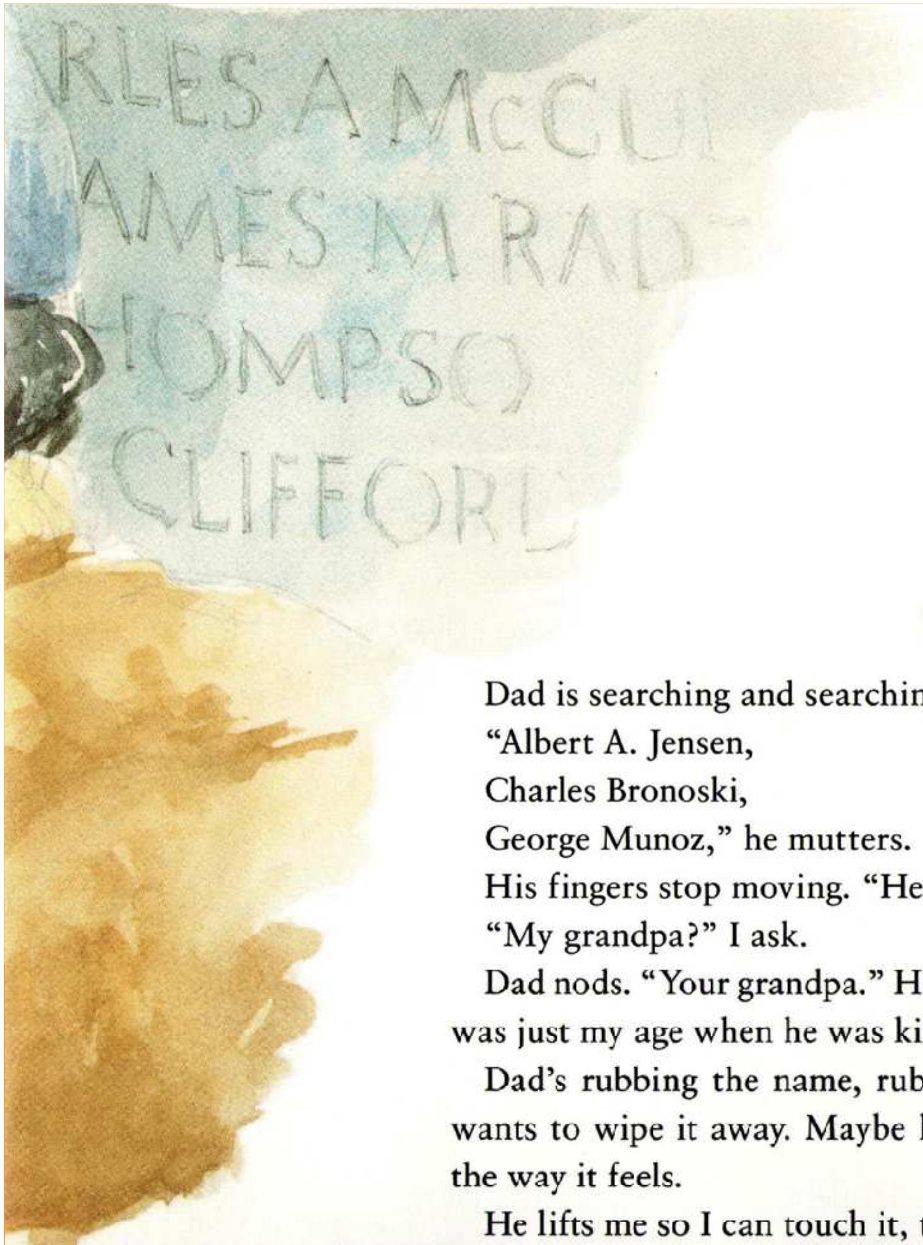 RLES A McCU
AMES M RAD
HOMPSO
CLIFFORD
Dad is searching and searching
“Albert A. Jensen,
Charles Bronoski,
George Munoz,” he mutters.
His fingers stop moving. “He
“My grandpa?” I ask.
Dad nods. “Your grandpa.” H
was just my age when he was ki
Dad’s rubbing the name, rub
wants to wipe it away. Maybe
the way it feels.
He lifts me so I can touch it,